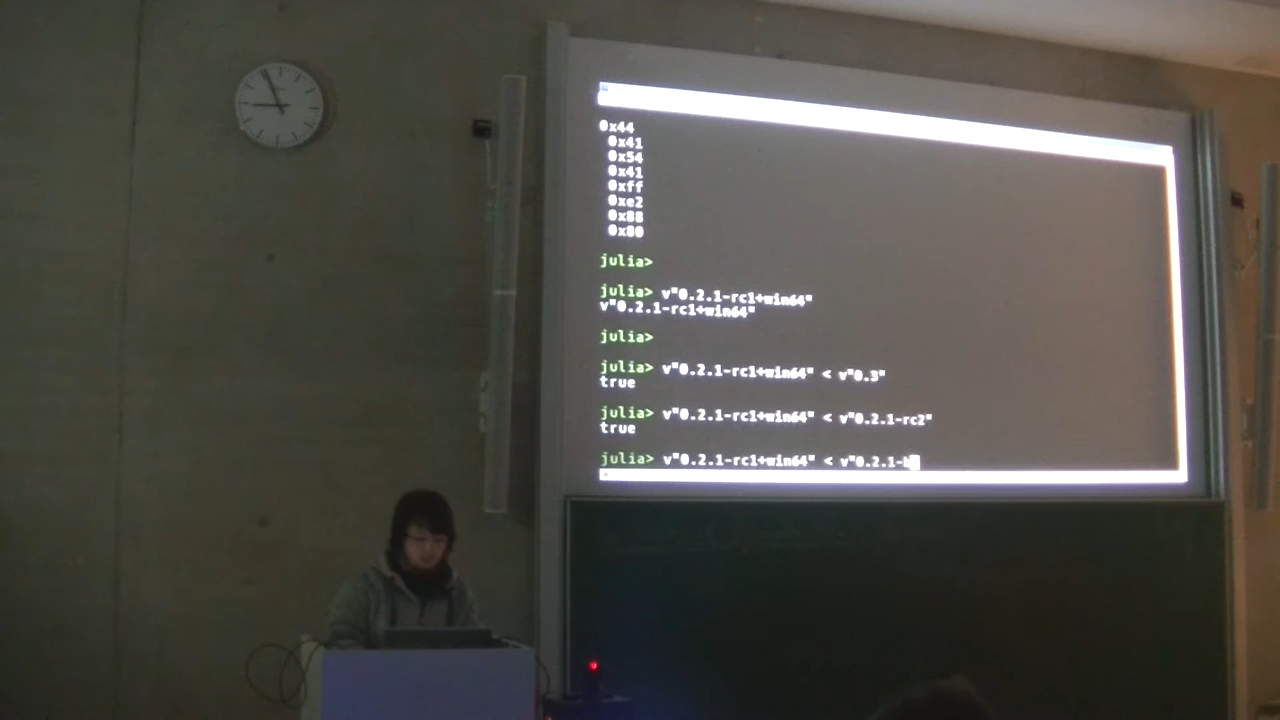 0x44
0x41
0x54
0x41
0xff
0xe2
0x88
0x80
julia>
julia> v"0.2.1-rc1+win64"
v"0.2.1-rc1+win64"
julia>
julia> v"0.2.1-rc1+win64" < v"0.3"
true
julia> v"0.2.1-rc1+win64" < v"0.2.1-rc2"
true
julia> v"0.2.1-rc1+win64" < v"0.2.1-b